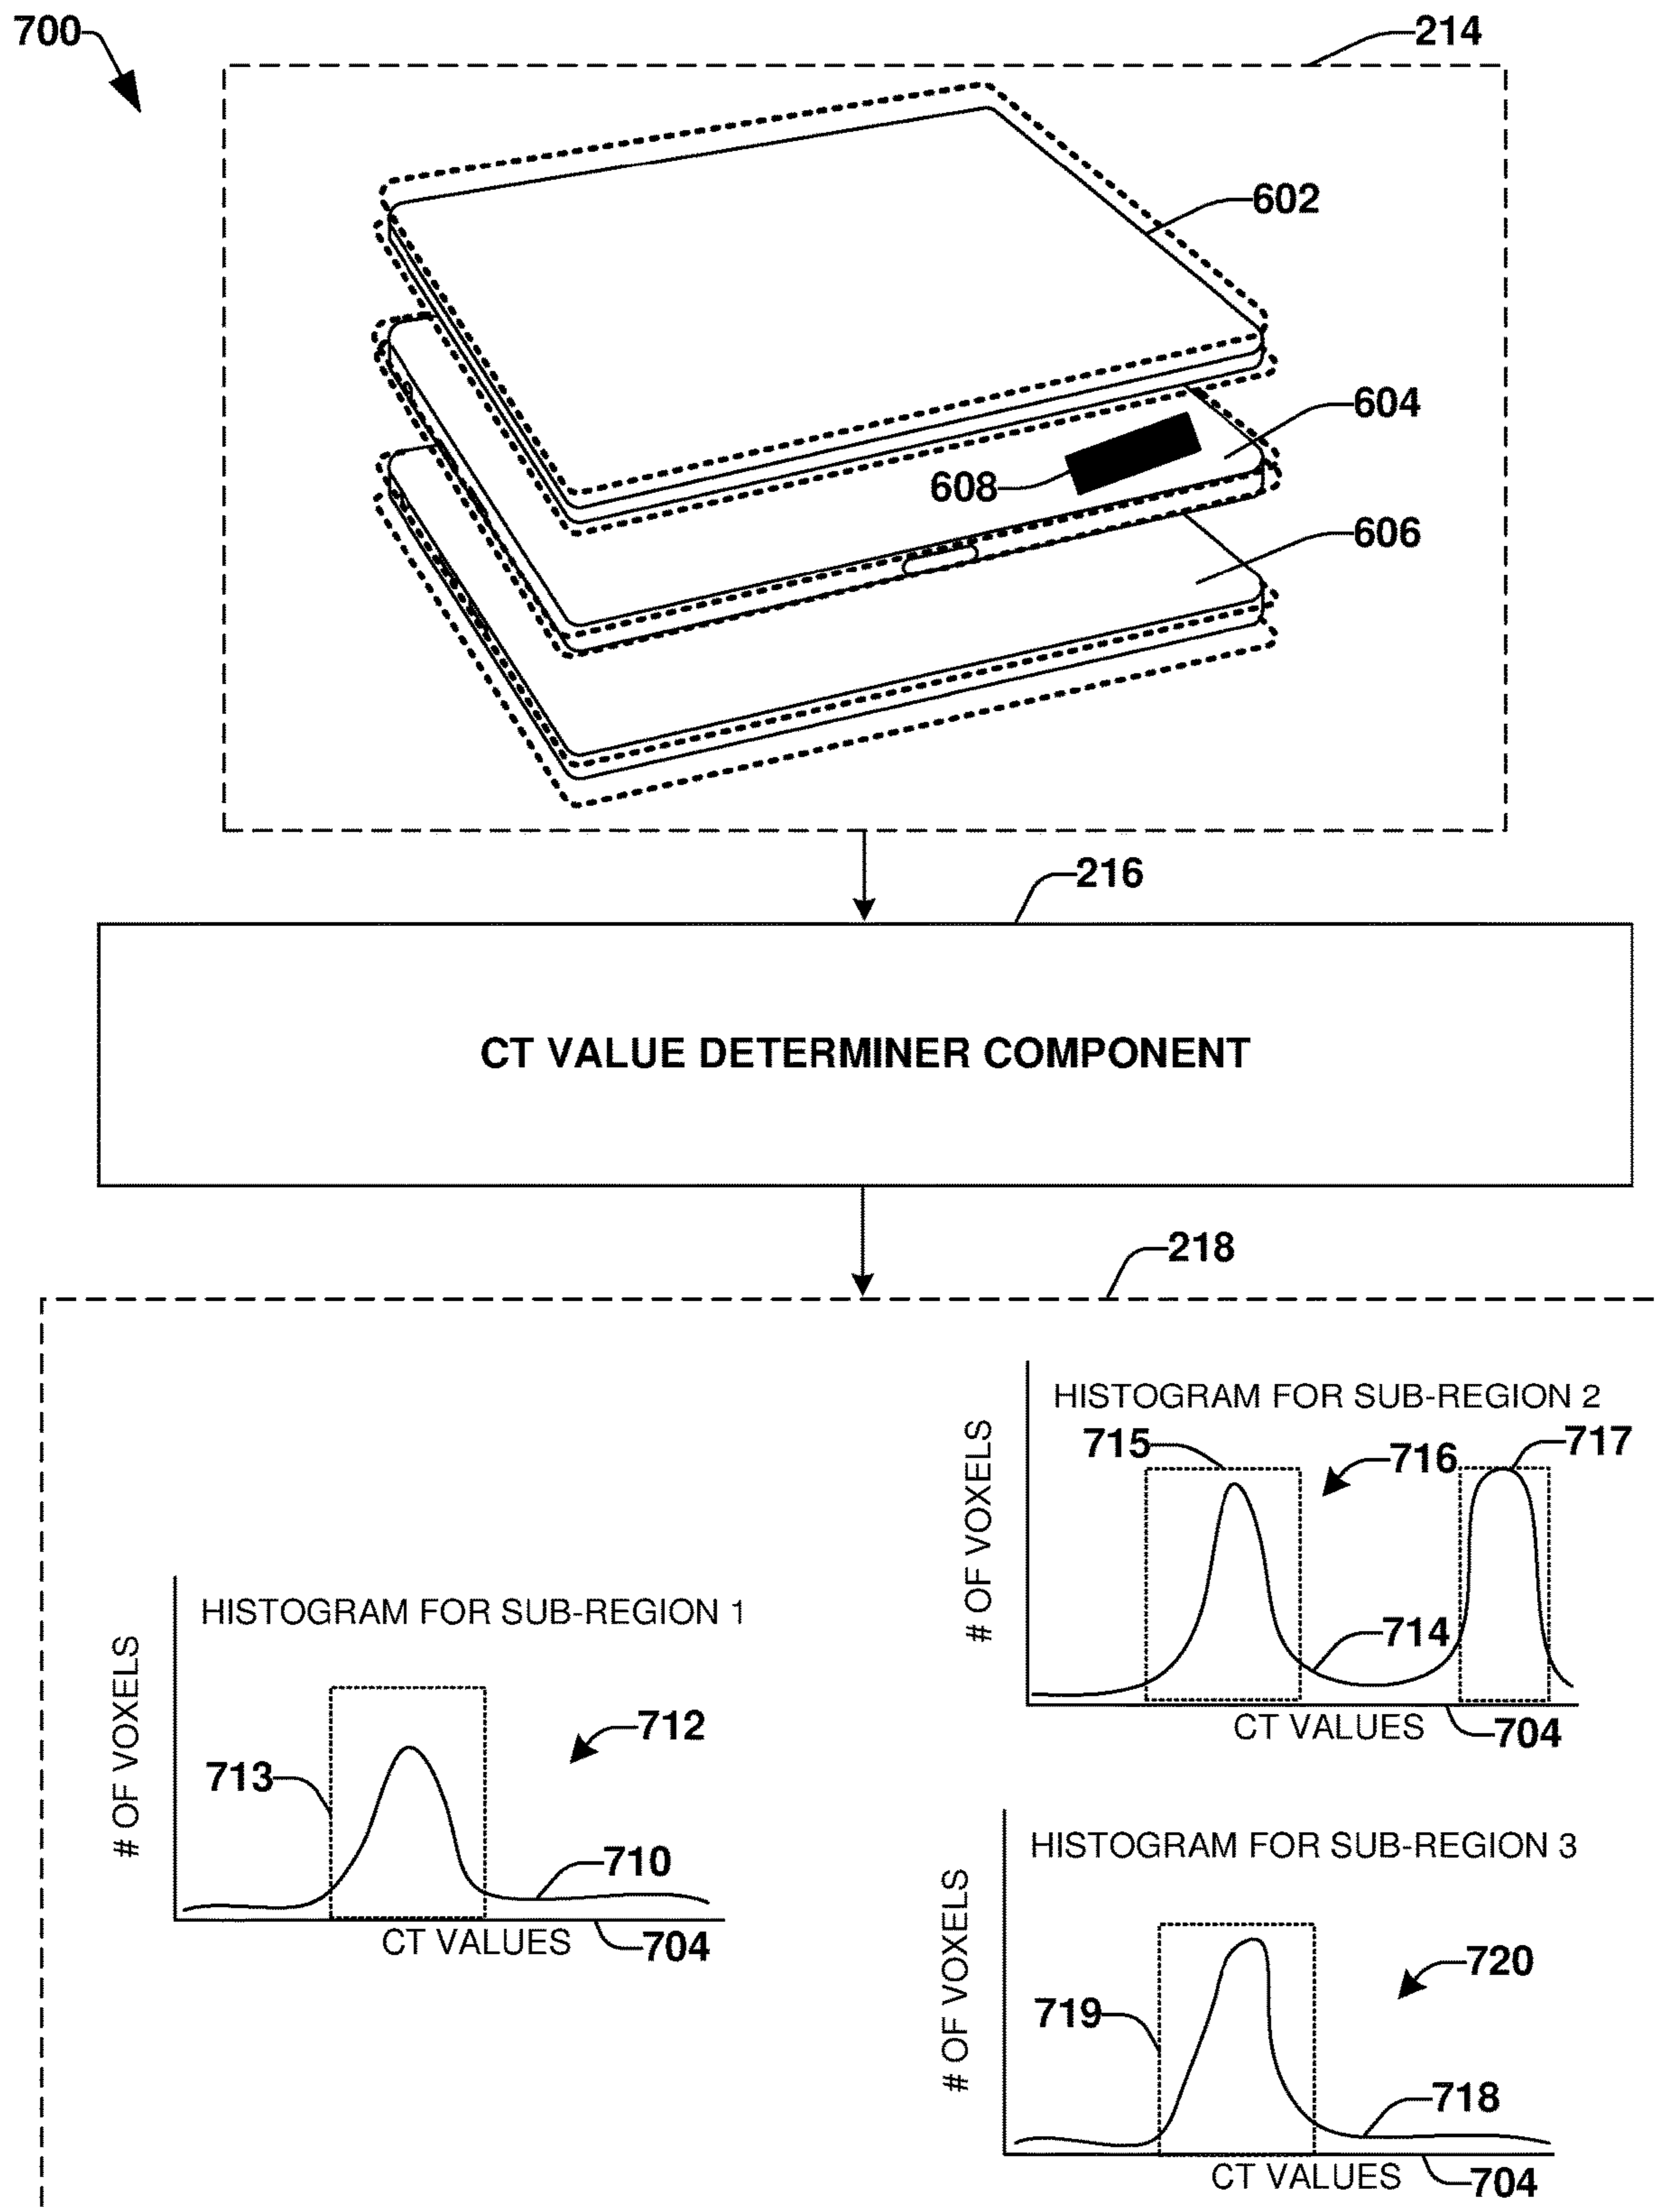 700
214
602
604
608
606
216
CT VALUE DETERMINER COMPONENT
218
HISTOGRAM FOR SUB-REGION 2
715
717
716
# OF VOXELS
714
CT VALUES
704
HISTOGRAM FOR SUB-REGION 1
# OF VOXELS
712
713
710
CT VALUES
704
HISTOGRAM FOR SUB-REGION 3
# OF VOXELS
720
719
718
CT VALUES
704